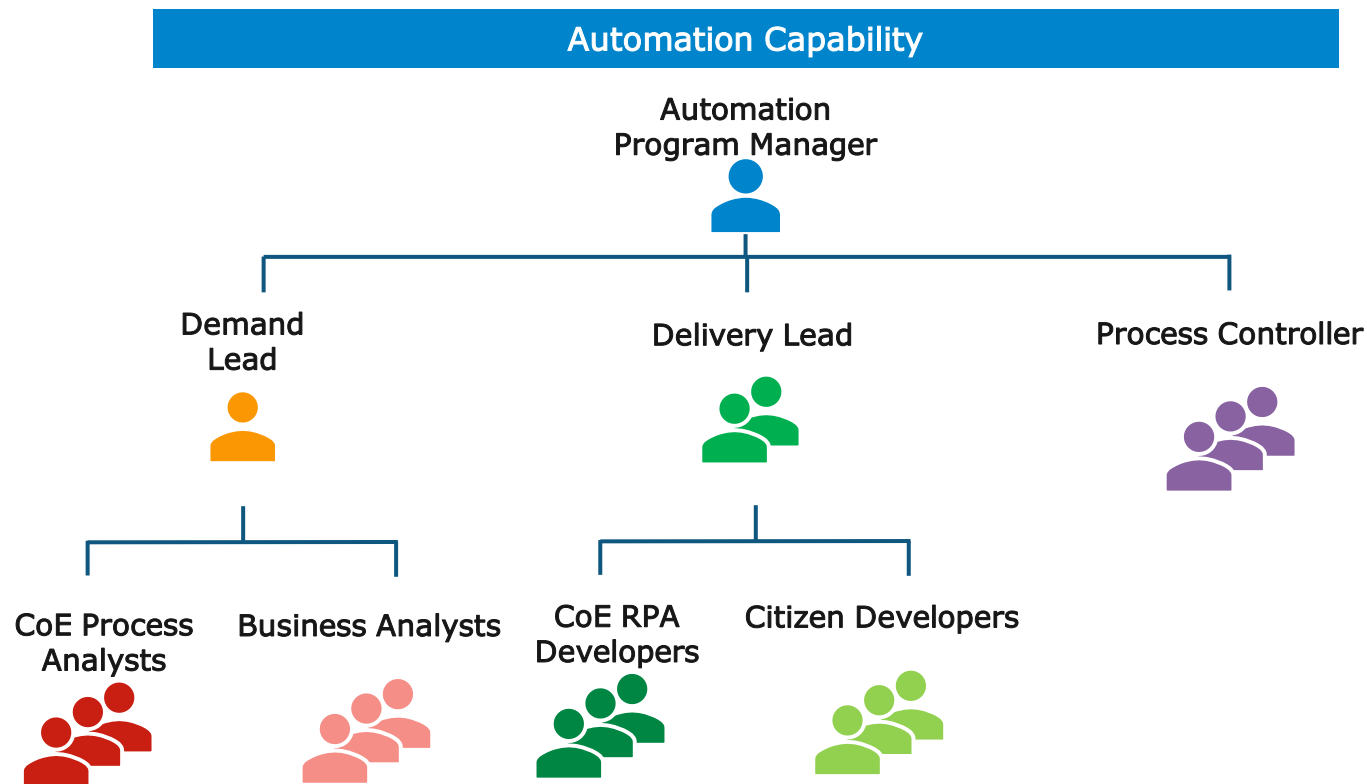 Automation Capability
Automation
Program Manager
Demand
Lead
Delivery Lead
Process Controller
CoE Process
Analysts
Business Analysts
CoE RPA
Developers
Citizen Developers